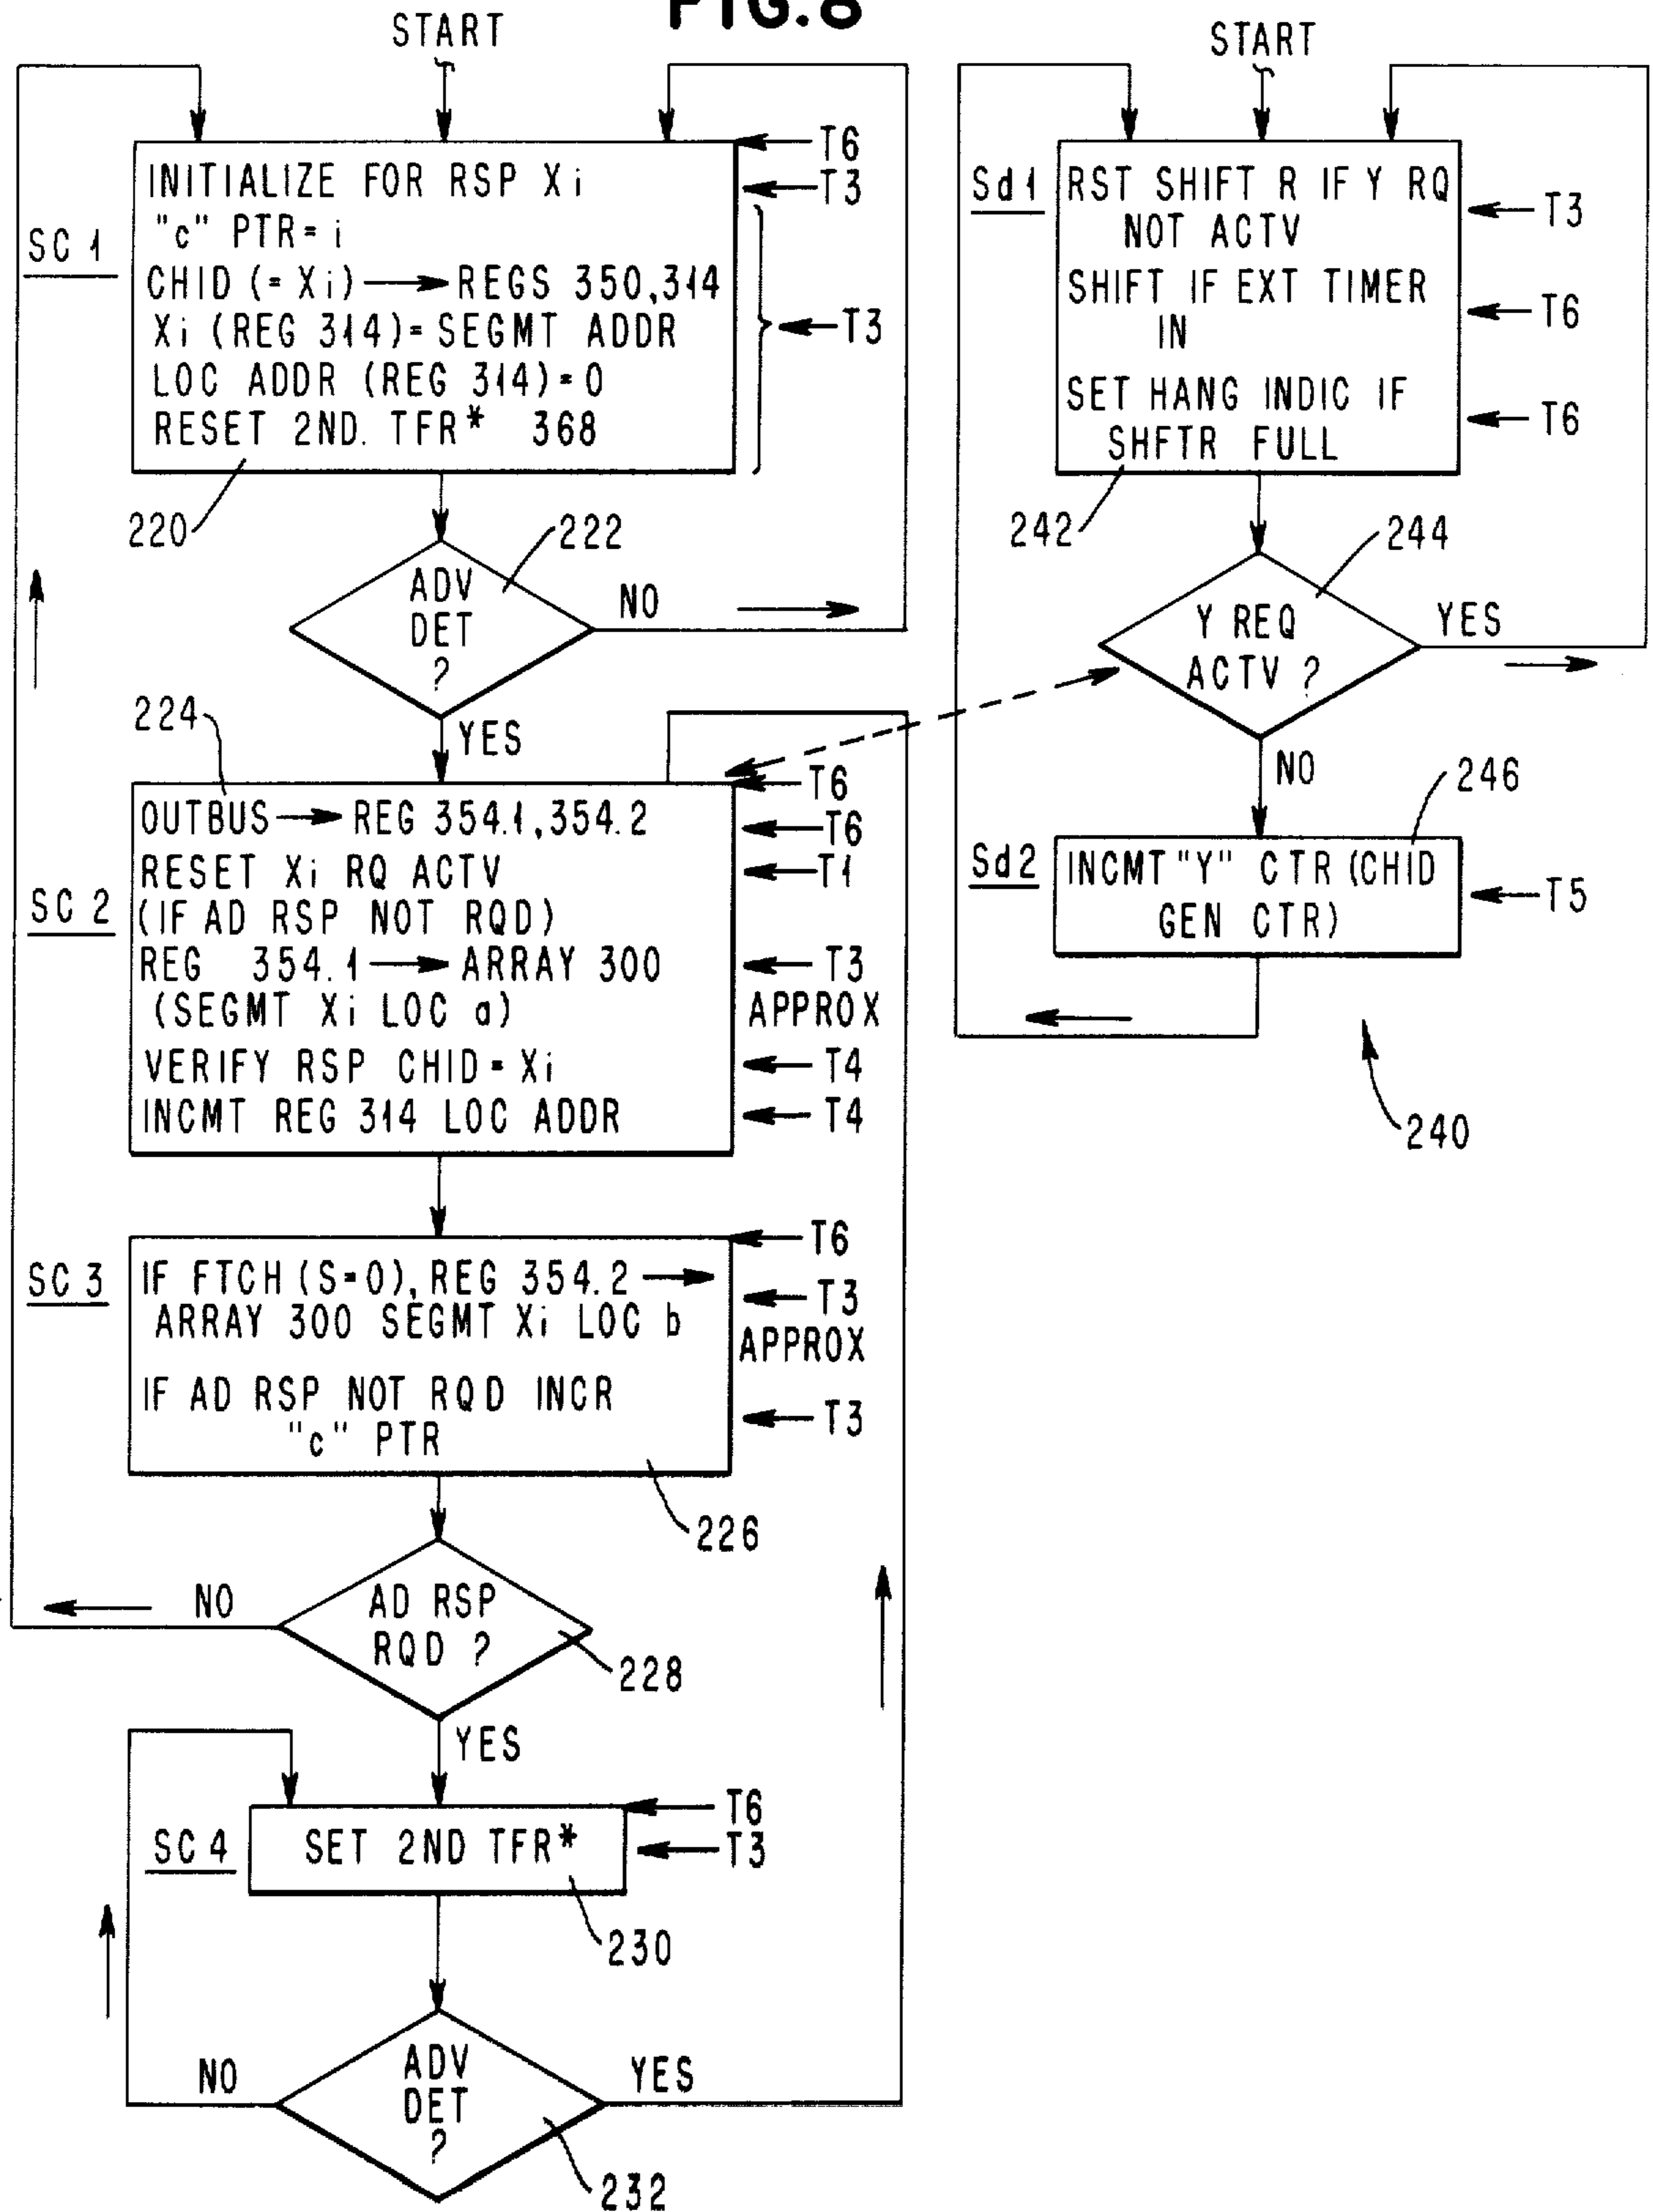 FIG.8
START
T6
INITIALIZE FOR RSP Xi
T3
"c" PTR = i
SC 1
CHID (= Xi) → REGS 350,314
Xi (REG 314) = SEGMT ADDR
T3
LOC ADDR (REG 314) = 0
RESET 2ND. TFR* 368
220
222
ADV
DET
?
NO
YES
224
T6
OUTBUS → REG 354.1,354.2
T6
RESET Xi RQ ACTV
T1
SC 2
(IF AD RSP NOT RQD)
REG 354.1 → ARRAY 300
T3
(SEGMT Xi LOC a)
APPROX
VERIFY RSP CHID = Xi
T4
INCMT REG 314 LOC ADDR
T4
T6
SC 3
IF FTCH (S=0), REG 354.2 →
T3
ARRAY 300 SEGMT Xi LOC b
APPROX
IF AD RSP NOT RQD INCR
T3
"c" PTR
226
AD RSP
RQD ?
NO
228
YES
T6
SC 4
SET 2ND TFR*
T3
230
ADV
DET
?
NO
YES
232
START
Sd1
RST SHIFT R IF Y RQ
T3
NOT ACTV
SHIFT IF EXT TIMER
T6
IN
SET HANG INDIC IF
T6
SHFTR FULL
242
244
Y REQ
ACTV ?
YES
NO
246
Sd2
INCMT "Y" CTR (CHID
T5
GEN CTR)
240